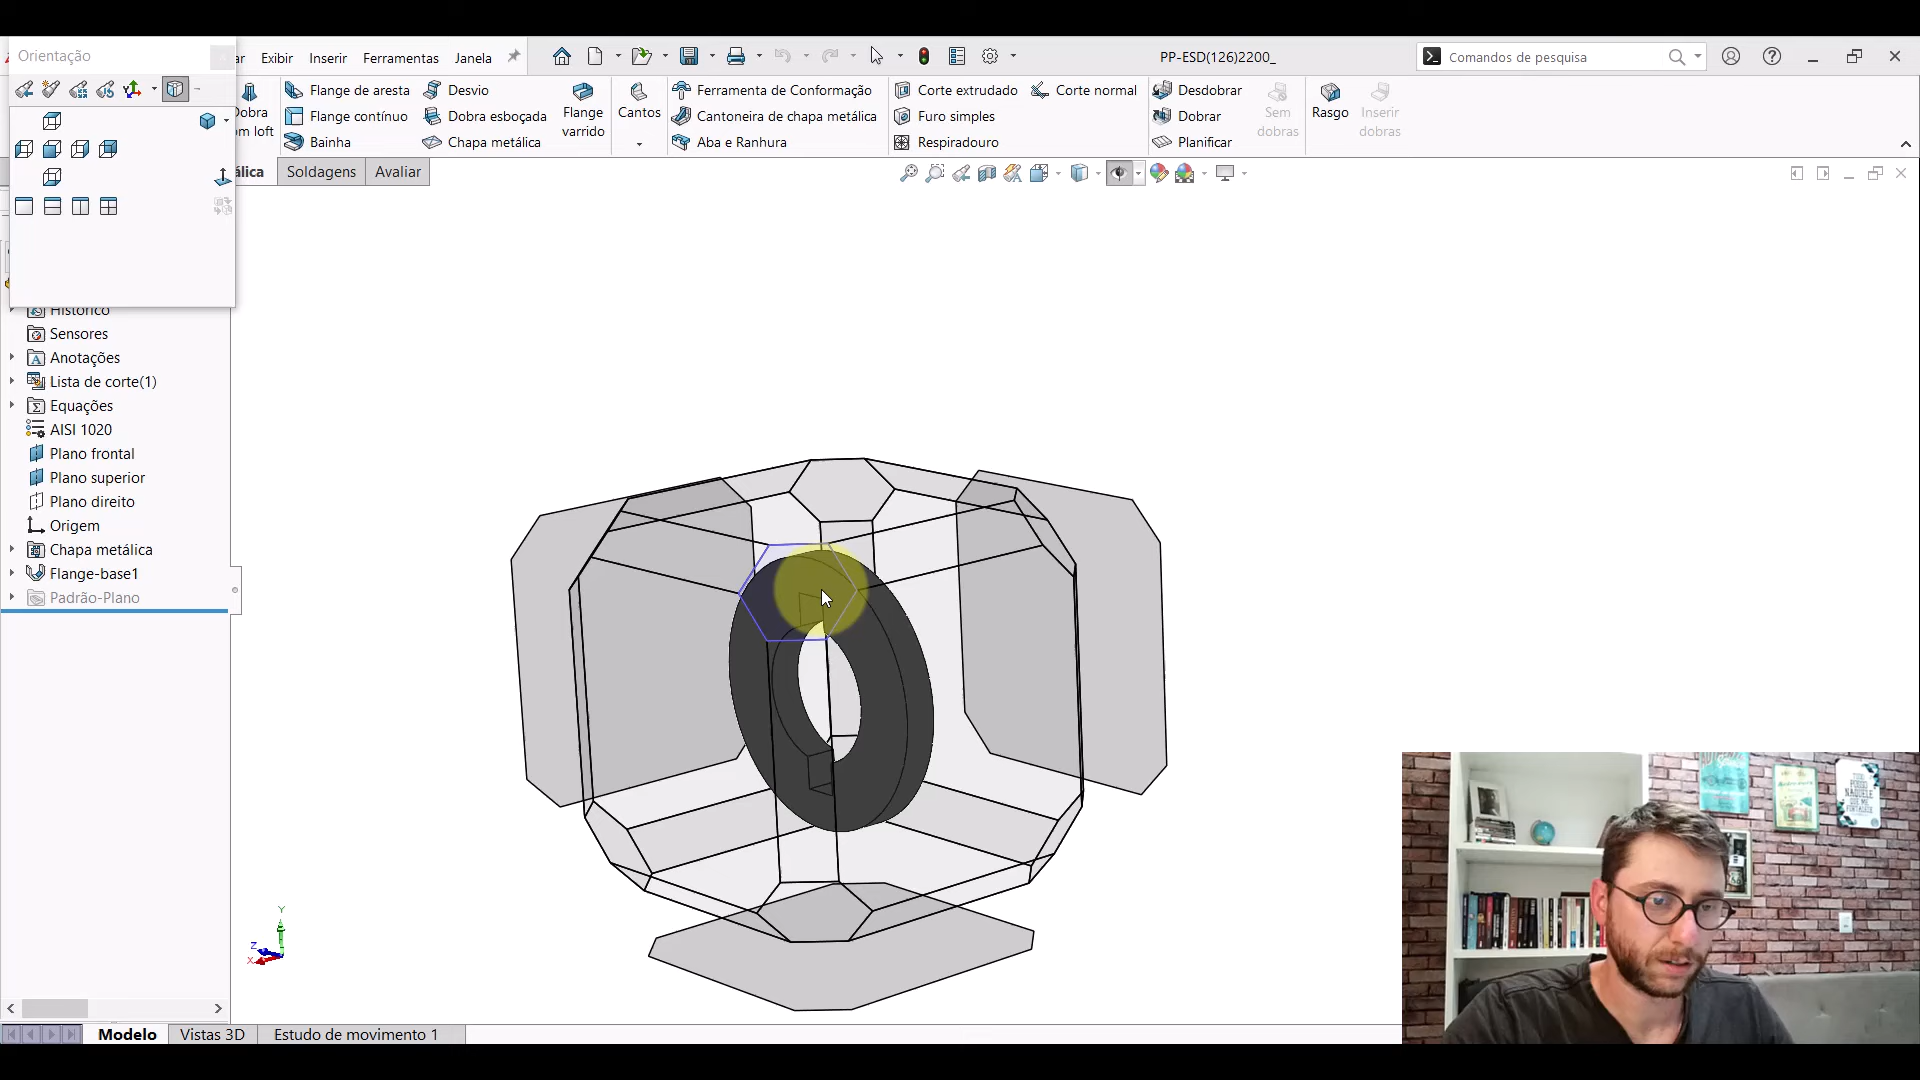 Orientação
ar
Exibir
Inserir
Ferramentas
Janela
PP-ESD(126)2200_
Comandos de pesquisa
Dobra
om loft
Flange de aresta
Flange contínuo
Bainha
Desvio
Dobra esboçada
Chapa metálica
Flange
varrido
Cantos
Ferramenta de Conformação
Cantoneira de chapa metálica
Aba e Ranhura
Corte extrudado
Furo simples
Respiradouro
Corte normal
Desdobrar
Dobrar
Planificar
Sem
dobras
Rasgo
Inserir
dobras
álica
Soldagens
Avaliar
Histórico
Sensores
Anotações
Lista de corte(1)
Equações
AISI 1020
Plano frontal
Plano superior
Plano direito
Origem
Chapa metálica
Flange-base1
Padrão-Plano
Y
Z
X
Modelo
Vistas 3D
Estudo de movimento 1